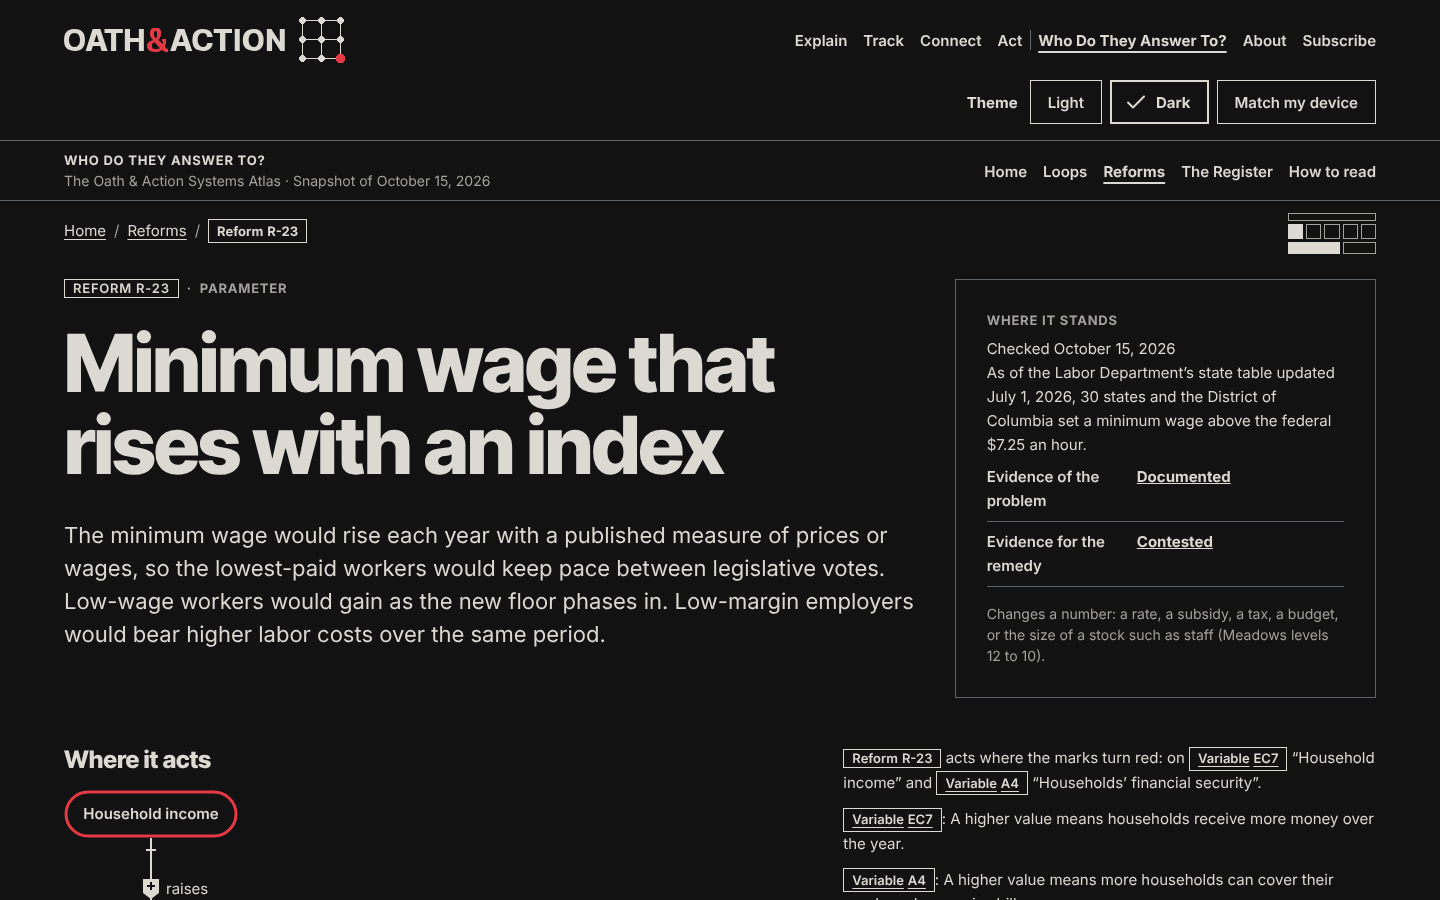 OATH&ACTION
Explain Track Connect Act Who Do They Answer To? About Subscribe
Theme Light Dark Match my device
WHO DO THEY ANSWER TO?
The Oath & Action Systems Atlas · Snapshot of October 15, 2026
Home Loops Reforms The Register How to read
Home / Reforms / Reform R-23
REFORM R-23 · PARAMETER
Minimum wage that
rises with an index
The minimum wage would rise each year with a published measure of prices or
wages, so the lowest-paid workers would keep pace between legislative votes.
Low-wage workers would gain as the new floor phases in. Low-margin employers
would bear higher labor costs over the same period.
WHERE IT STANDS
Checked October 15, 2026
As of the Labor Department’s state table updated
July 1, 2026, 30 states and the District of
Columbia set a minimum wage above the federal
$7.25 an hour.
Evidence of the
problem
Documented
Evidence for the
remedy
Contested
Changes a number: a rate, a subsidy, a tax, a budget,
or the size of a stock such as staff (Meadows levels
12 to 10).
Where it acts
Household income
raises
Reform R-23 acts where the marks turn red: on Variable EC7 “Household
income” and Variable A4 “Households’ financial security”.
Variable EC7: A higher value means households receive more money over
the year.
Variable A4: A higher value means more households can cover their